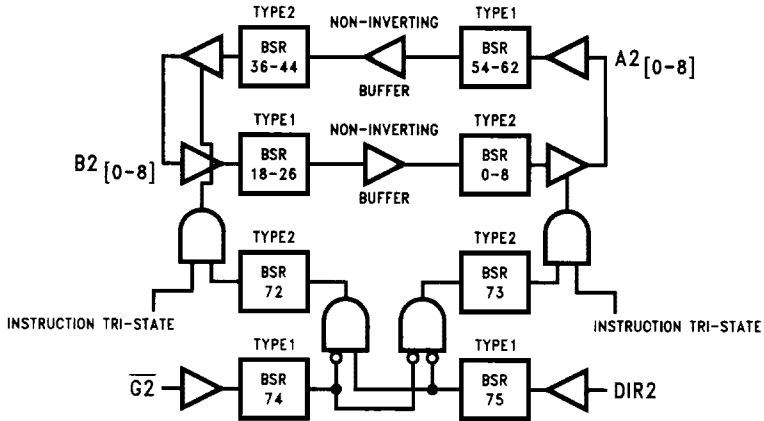 TYPE2 NON-INVERTING TYPE1
BSR 36-44
BSR 54-62
A2[0-8]
BUFFER
TYPE1 NON-INVERTING TYPE2
B2[0-8]
BSR 18-26
BSR 0-8
BUFFER
TYPE2 TYPE2
BSR 72
BSR 73
INSTRUCTION TRI-STATE INSTRUCTION TRI-STATE
TYPE1 TYPE1
G2
BSR 74
BSR 75
DIR2